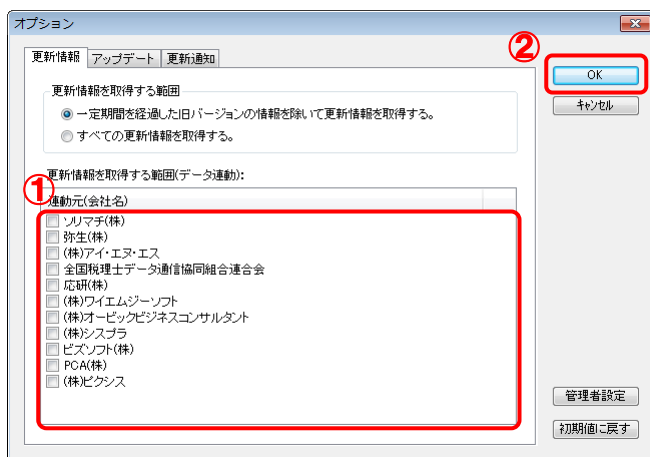 オプション
②
更新情報 アップデート 更新通知
OK
更新情報を取得する範囲
キャンセル
一定期間を経過した旧バージョンの情報を除いて更新情報を取得する。
すべての更新情報を取得する。
更新情報を取得する範囲(データ連動):
①
連動元(会社名)
ソリマチ(株)
弥生(株)
(株)アイ・エヌ・エス
全国税理士データ通信協同組合連合会
応研(株)
(株)ワイエムジーソフト
(株)オービックビジネスコンサルタント
(株)シスプラ
ビズソフト(株)
PCA(株)
(株)ピクシス
管理者設定
初期値に戻す